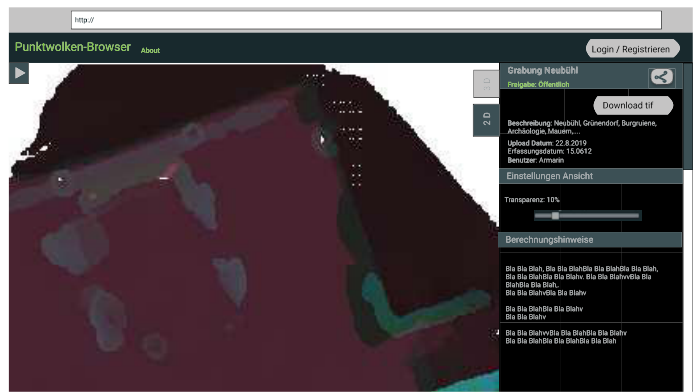 http://
Punktwolken-Browser
About
Login / Registrieren
3D
2D
Grabung Neubühl
Freigabe: Öffentlich
Download tif
Beschreibung: Neubühl, Grünendorf, Burgruiene,
Archäologie, Mauern,...
Upload Datum: 22.8.2019
Erfassungsdatum: 15.0612
Benutzer: Armarin
Einstellungen Ansicht
Transparenz: 10%
Berechnungshinweise
Bla Bla Blah, Bla Bla BlahBla Bla BlahBla Bla Blah,
Bla Bla BlahBla Bla Blahv. Bla Bla BlahvvBla Bla
BlahBla Bla Blah,
Bla Bla BlahvBla Bla Blahv
Bla Bla BlahBla Bla Blahv
Bla Bla Blahv
Bla Bla BlahvvBla Bla BlahBla Bla Blahv
Bla Bla BlahBla Bla BlahBla Bla Blah